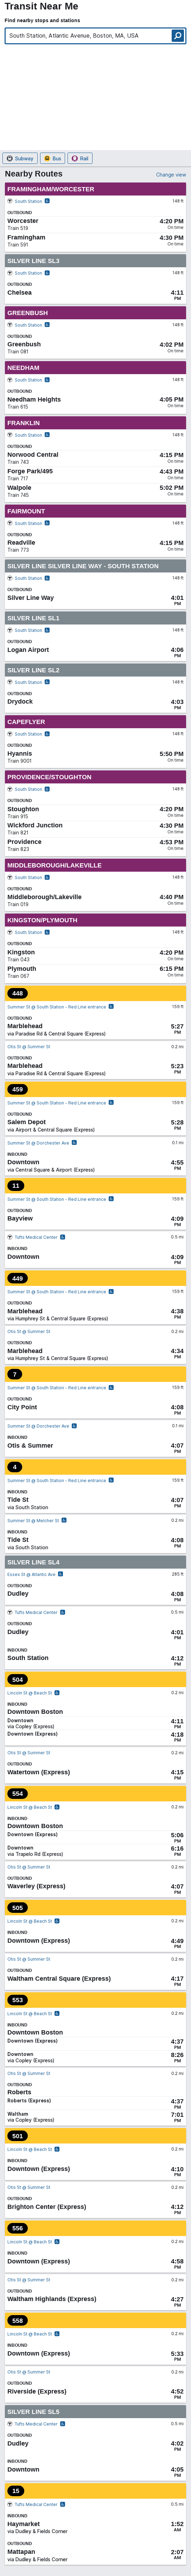 Transit Near Me
Find nearby stops and stations
South Station, Atlantic Avenue, Boston, MA, USA
Subway Bus Rail
Nearby Routes Change view
FRAMINGHAM/WORCESTER
South Station 148 ft
OUTBOUND
Worcester 4:20 PM
Train 519 On time
Framingham 4:30 PM
Train 591 On time
SILVER LINE SL3
South Station 148 ft
OUTBOUND
Chelsea 4:11
PM
GREENBUSH
South Station 148 ft
OUTBOUND
Greenbush 4:02 PM
Train 081 On time
NEEDHAM
South Station 148 ft
OUTBOUND
Needham Heights 4:05 PM
Train 615 On time
FRANKLIN
South Station 148 ft
OUTBOUND
Norwood Central 4:15 PM
Train 743 On time
Forge Park/495 4:43 PM
Train 717 On time
Walpole 5:02 PM
Train 745 On time
FAIRMOUNT
South Station 148 ft
OUTBOUND
Readville 4:15 PM
Train 773 On time
SILVER LINE SILVER LINE WAY - SOUTH STATION
South Station 148 ft
OUTBOUND
Silver Line Way 4:01
PM
SILVER LINE SL1
South Station 148 ft
OUTBOUND
Logan Airport 4:06
PM
SILVER LINE SL2
South Station 148 ft
OUTBOUND
Drydock 4:03
PM
CAPEFLYER
South Station 148 ft
OUTBOUND
Hyannis 5:50 PM
Train 9001 On time
PROVIDENCE/STOUGHTON
South Station 148 ft
OUTBOUND
Stoughton 4:20 PM
Train 915 On time
Wickford Junction 4:30 PM
Train 821 On time
Providence 4:53 PM
Train 823 On time
MIDDLEBOROUGH/LAKEVILLE
South Station 148 ft
OUTBOUND
Middleborough/Lakeville 4:40 PM
Train 019 On time
KINGSTON/PLYMOUTH
South Station 148 ft
OUTBOUND
Kingston 4:20 PM
Train 043 On time
Plymouth 6:15 PM
Train 067 On time
448
Summer St @ South Station - Red Line entrance 159 ft
OUTBOUND
Marblehead 5:27
via Paradise Rd & Central Square (Express) PM
Otis St @ Summer St 0.2 mi
OUTBOUND
Marblehead 5:23
via Paradise Rd & Central Square (Express) PM
459
Summer St @ South Station - Red Line entrance 159 ft
OUTBOUND
Salem Depot 5:28
via Airport & Central Square (Express) PM
Summer St @ Dorchester Ave 0.1 mi
INBOUND
Downtown 4:55
via Central Square & Airport (Express) PM
11
Summer St @ South Station - Red Line entrance 159 ft
OUTBOUND
Bayview 4:09
PM
Tufts Medical Center 0.5 mi
INBOUND
Downtown 4:09
PM
449
Summer St @ South Station - Red Line entrance 159 ft
OUTBOUND
Marblehead 4:38
via Humphrey St & Central Square (Express) PM
Otis St @ Summer St 0.2 mi
OUTBOUND
Marblehead 4:34
via Humphrey St & Central Square (Express) PM
7
Summer St @ South Station - Red Line entrance 159 ft
OUTBOUND
City Point 4:08
PM
Summer St @ Dorchester Ave 0.1 mi
INBOUND
Otis & Summer 4:07
PM
4
Summer St @ South Station - Red Line entrance 159 ft
INBOUND
Tide St 4:07
via South Station PM
Summer St @ Melcher St 0.2 mi
INBOUND
Tide St 4:08
via South Station PM
SILVER LINE SL4
Essex St @ Atlantic Ave 285 ft
OUTBOUND
Dudley 4:08
PM
Tufts Medical Center 0.5 mi
OUTBOUND
Dudley 4:01
PM
INBOUND
South Station 4:12
PM
504
Lincoln St @ Beach St 0.2 mi
INBOUND
Downtown Boston
Downtown 4:11
via Copley (Express) PM
Downtown (Express) 4:18
PM
Otis St @ Summer St 0.2 mi
OUTBOUND
Watertown (Express) 4:15
PM
554
Lincoln St @ Beach St 0.2 mi
INBOUND
Downtown Boston
Downtown (Express) 5:06
PM
Downtown 6:16
via Trapelo Rd (Express) PM
Otis St @ Summer St 0.2 mi
OUTBOUND
Waverley (Express) 4:07
PM
505
Lincoln St @ Beach St 0.2 mi
INBOUND
Downtown (Express) 4:49
PM
Otis St @ Summer St 0.2 mi
OUTBOUND
Waltham Central Square (Express) 4:17
PM
553
Lincoln St @ Beach St 0.2 mi
INBOUND
Downtown Boston
Downtown (Express) 4:37
PM
Downtown 8:26
via Copley (Express) PM
Otis St @ Summer St 0.2 mi
OUTBOUND
Roberts
Roberts (Express) 4:37
PM
Waltham 7:01
via Copley (Express) PM
501
Lincoln St @ Beach St 0.2 mi
INBOUND
Downtown (Express) 4:10
PM
Otis St @ Summer St 0.2 mi
OUTBOUND
Brighton Center (Express) 4:12
PM
556
Lincoln St @ Beach St 0.2 mi
INBOUND
Downtown (Express) 4:58
PM
Otis St @ Summer St 0.2 mi
OUTBOUND
Waltham Highlands (Express) 4:27
PM
558
Lincoln St @ Beach St 0.2 mi
INBOUND
Downtown (Express) 5:33
PM
Otis St @ Summer St 0.2 mi
OUTBOUND
Riverside (Express) 4:52
PM
SILVER LINE SL5
Tufts Medical Center 0.5 mi
OUTBOUND
Dudley 4:02
PM
INBOUND
Downtown 4:05
PM
15
Tufts Medical Center 0.5 mi
INBOUND
Haymarket 1:52
via Dudley & Fields Corner AM
OUTBOUND
Mattapan 2:07
via Dudley & Fields Corner AM